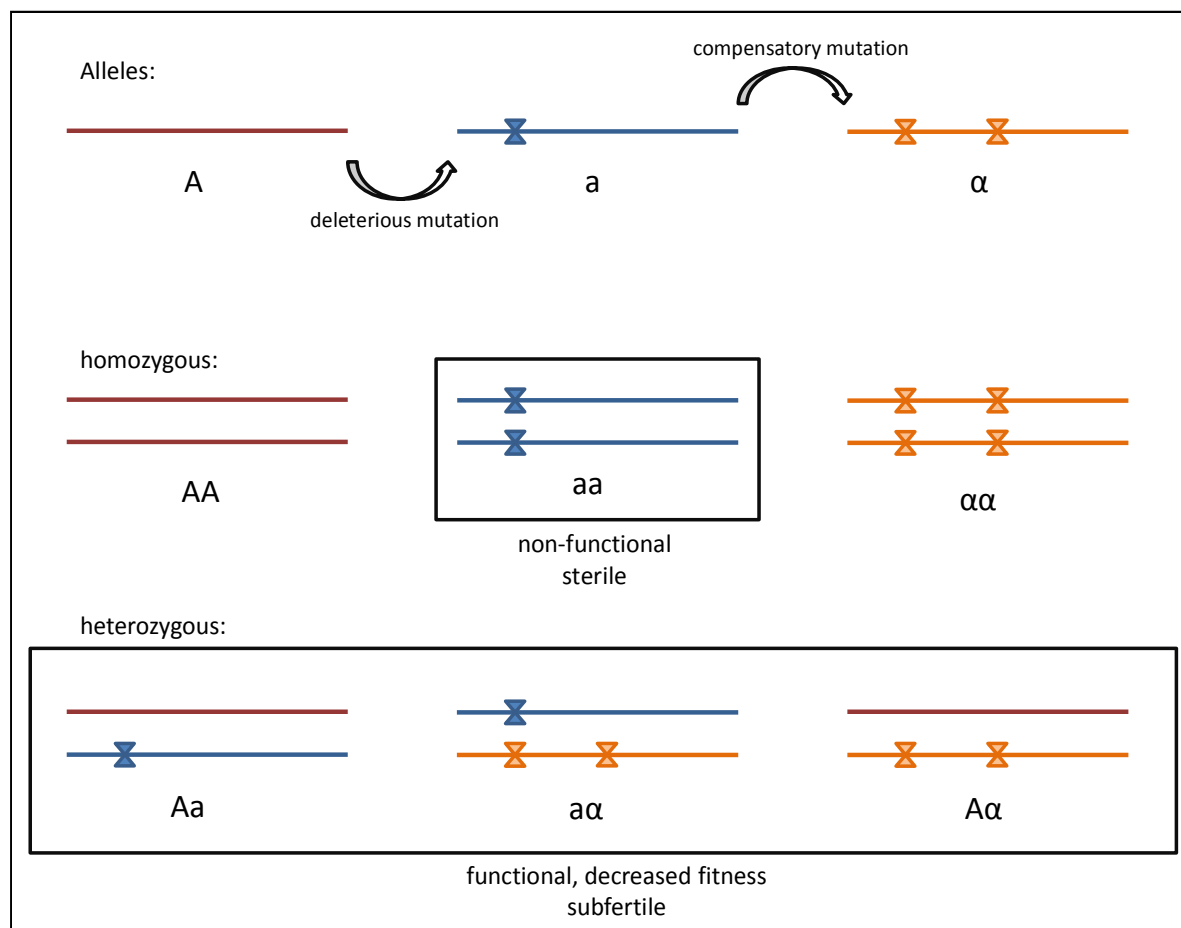 compensatory mutation
Alleles:
A
a
α
deleterious mutation
homozygous:
AA
aa
αα
non-functional
sterile
heterozygous:
Aa
aα
Aα
functional, decreased fitness
subfertile